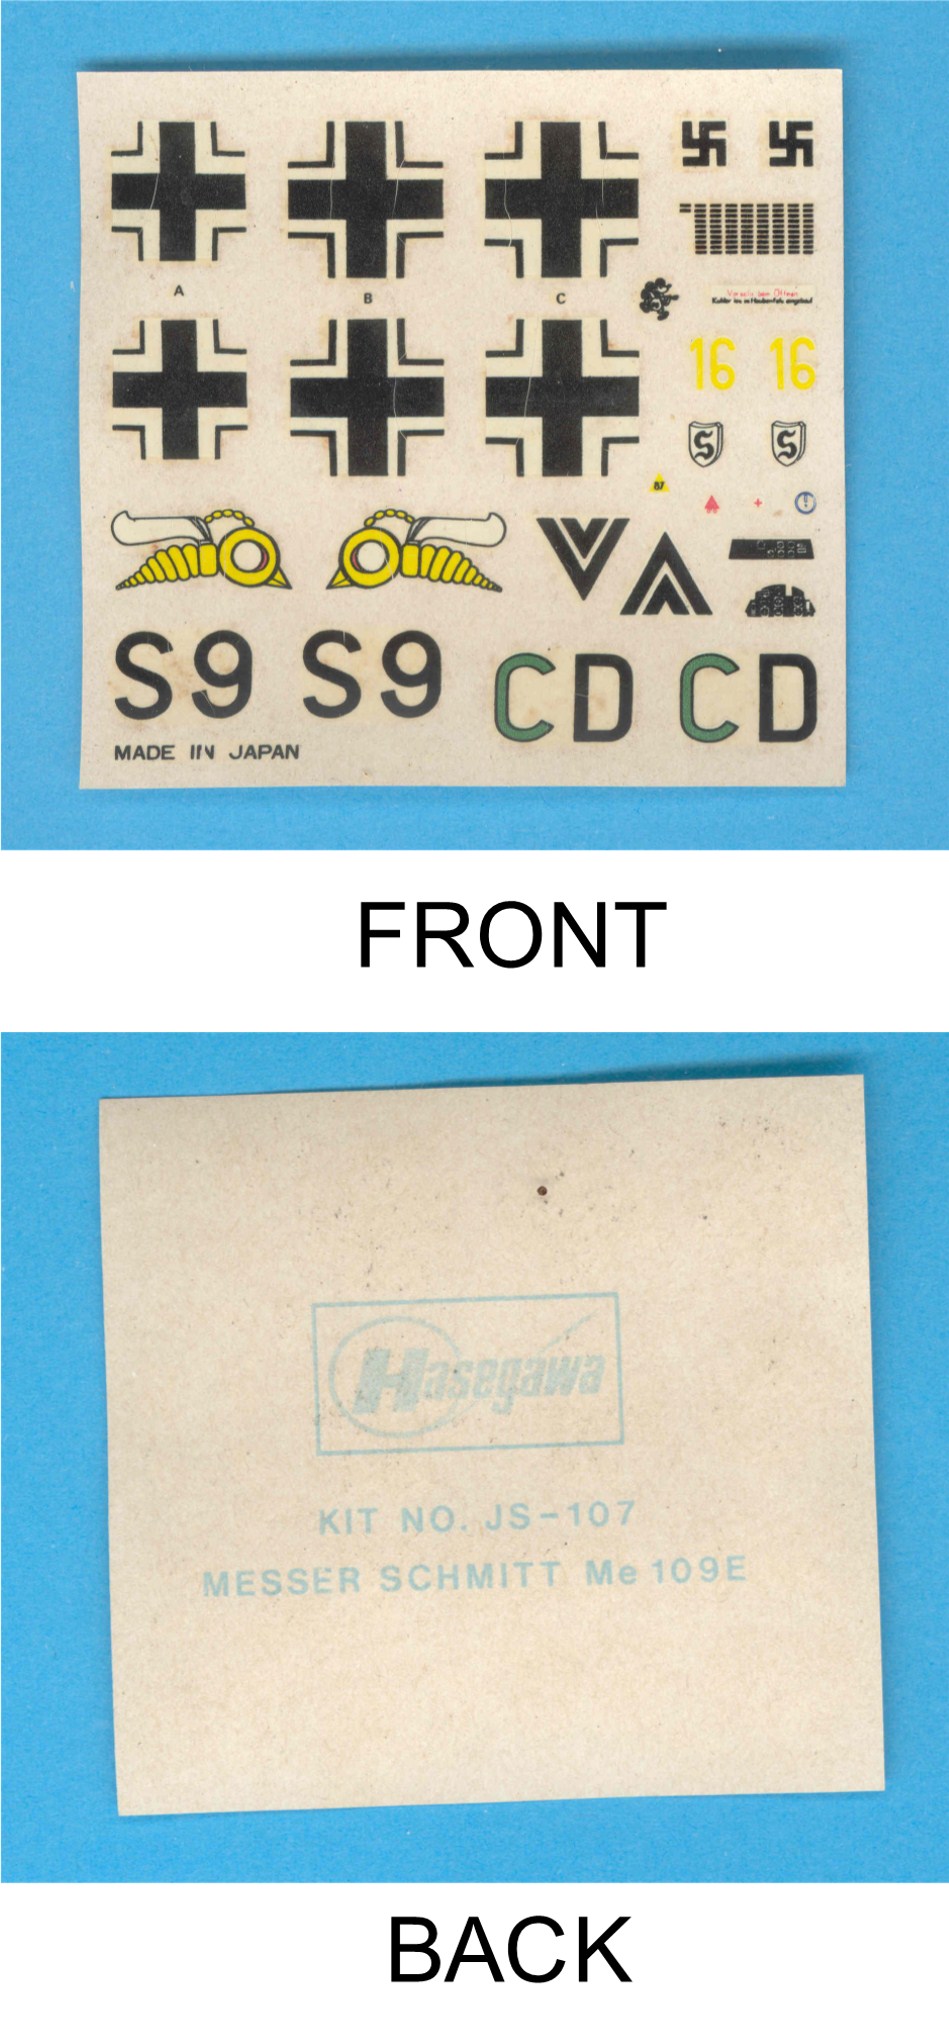 A
B
C
16 16
S S
87
S9 S9 CD CD
MADE IN JAPAN
FRONT
Hasegawa
KIT NO. JS-107
MESSER SCHMITT Me 109E
BACK